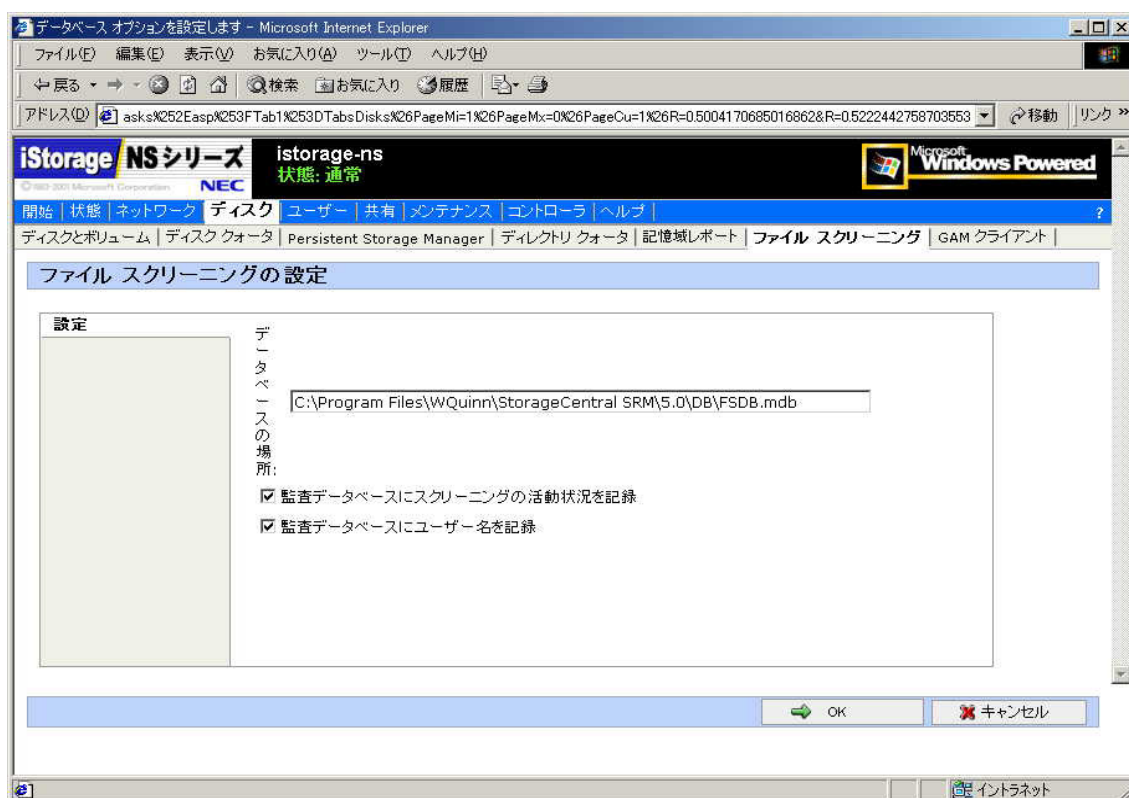 データベース オプションを設定します - Microsoft Internet Explorer
ファイル(F) 編集(E) 表示(V) お気に入り(A) ツール(T) ヘルプ(H)
戻る 検索 お気に入り 履歴
アドレス(D) asks%252Easp%253FTab1%253DTabsDisks%26PageMi=1%26PageMx=0%26PageCu=1%26R=0.5004170685016862&R=0.5222442758703553 移動 リンク »
iStorage NSシリーズ
NEC
istorage-ns
状態: 通常
Microsoft
Windows Powered
開始 | 状態 | ネットワーク | ディスク | ユーザー | 共有 | メンテナンス | コントローラ | ヘルプ | ?
ディスクとボリューム | ディスク クォータ | Persistent Storage Manager | ディレクトリ クォータ | 記憶域レポート | ファイル スクリーニング | GAM クライアント |
ファイル スクリーニングの設定
設定
データベースの場所:
C:\Program Files\WQuinn\StorageCentral SRM\5.0\DB\FSDB.mdb
監査データベースにスクリーニングの活動状況を記録
監査データベースにユーザー名を記録
OK キャンセル
イントラネット